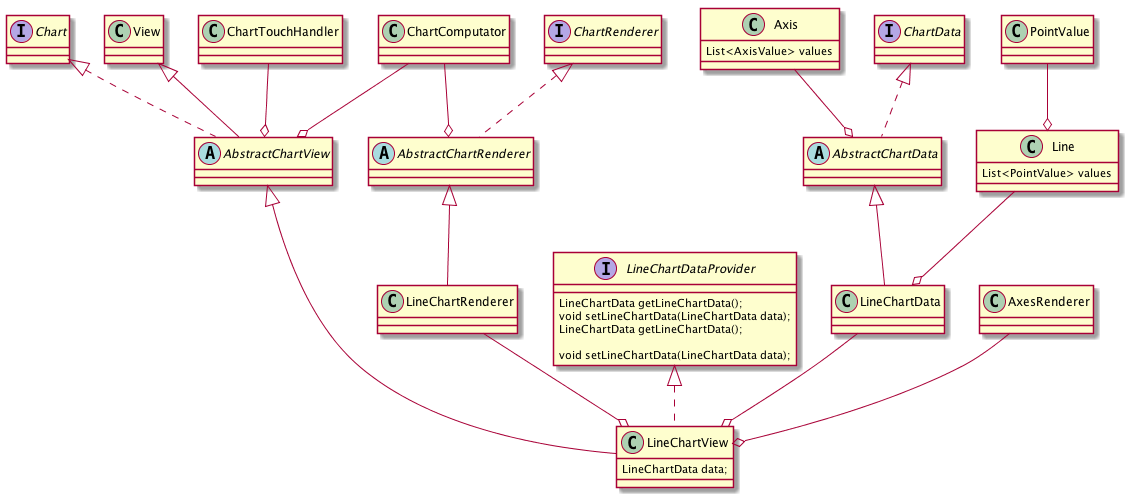 I Chart
C View
C ChartTouchHandler
C ChartComputator
I ChartRenderer
C Axis
List<AxisValue> values
I ChartData
C PointValue
A AbstractChartView
A AbstractChartRenderer
A AbstractChartData
C Line
List<PointValue> values
C LineChartRenderer
I LineChartDataProvider
LineChartData getLineChartData();
void setLineChartData(LineChartData data);
LineChartData getLineChartData();
void setLineChartData(LineChartData data);
C LineChartData
C AxesRenderer
C LineChartView
LineChartData data;